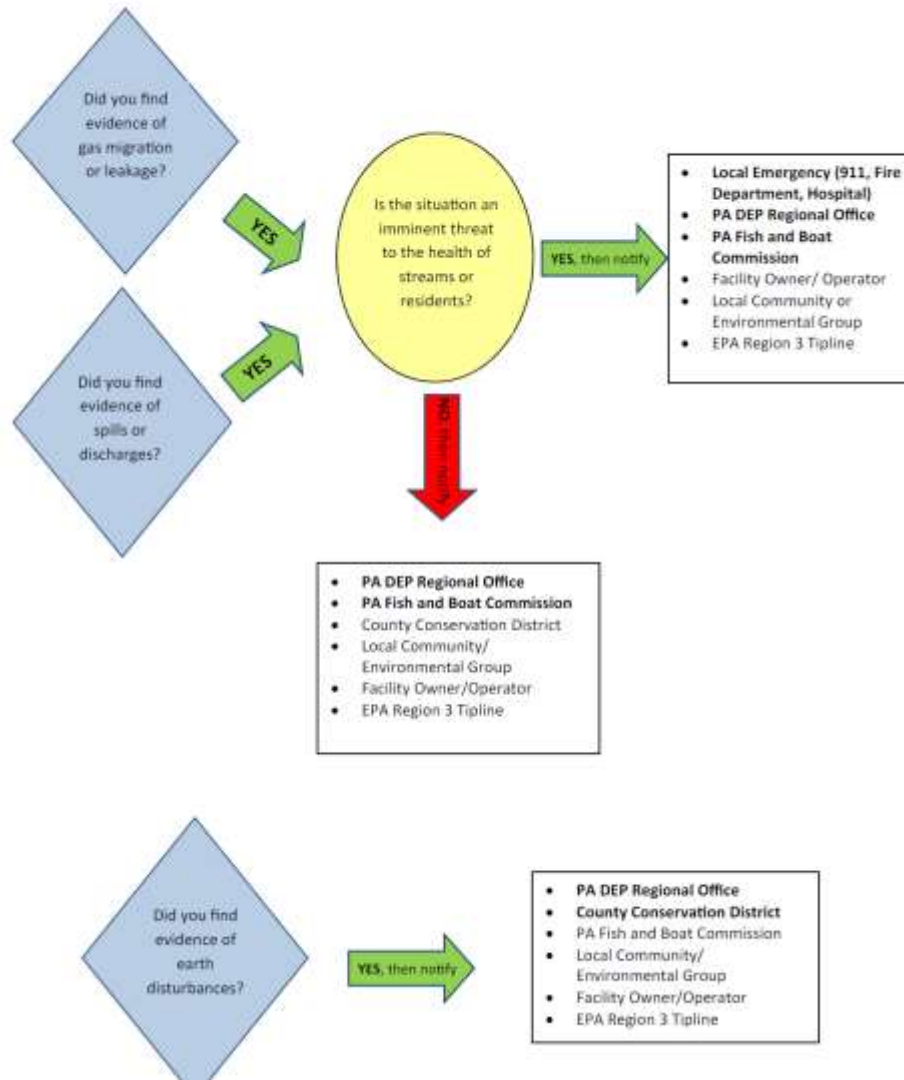 Did you find
evidence of
gas migration
or leakage?
YES
Is the situation an
imminent threat
to the health of
streams or
residents?
YES, then notify
• Local Emergency (911, Fire
Department, Hospital)
• PA DEP Regional Office
• PA Fish and Boat
Commission
• Facility Owner/ Operator
• Local Community or
Environmental Group
• EPA Region 3 Tipline
Did you find
evidence of
spills or
discharges?
YES
NO, then notify
• PA DEP Regional Office
• PA Fish and Boat Commission
• County Conservation District
• Local Community/
Environmental Group
• Facility Owner/Operator
• EPA Region 3 Tipline
Did you find
evidence of
earth
disturbances?
YES, then notify
• PA DEP Regional Office
• County Conservation District
• PA Fish and Boat Commission
• Local Community/
Environmental Group
• Facility Owner/Operator
• EPA Region 3 Tipline